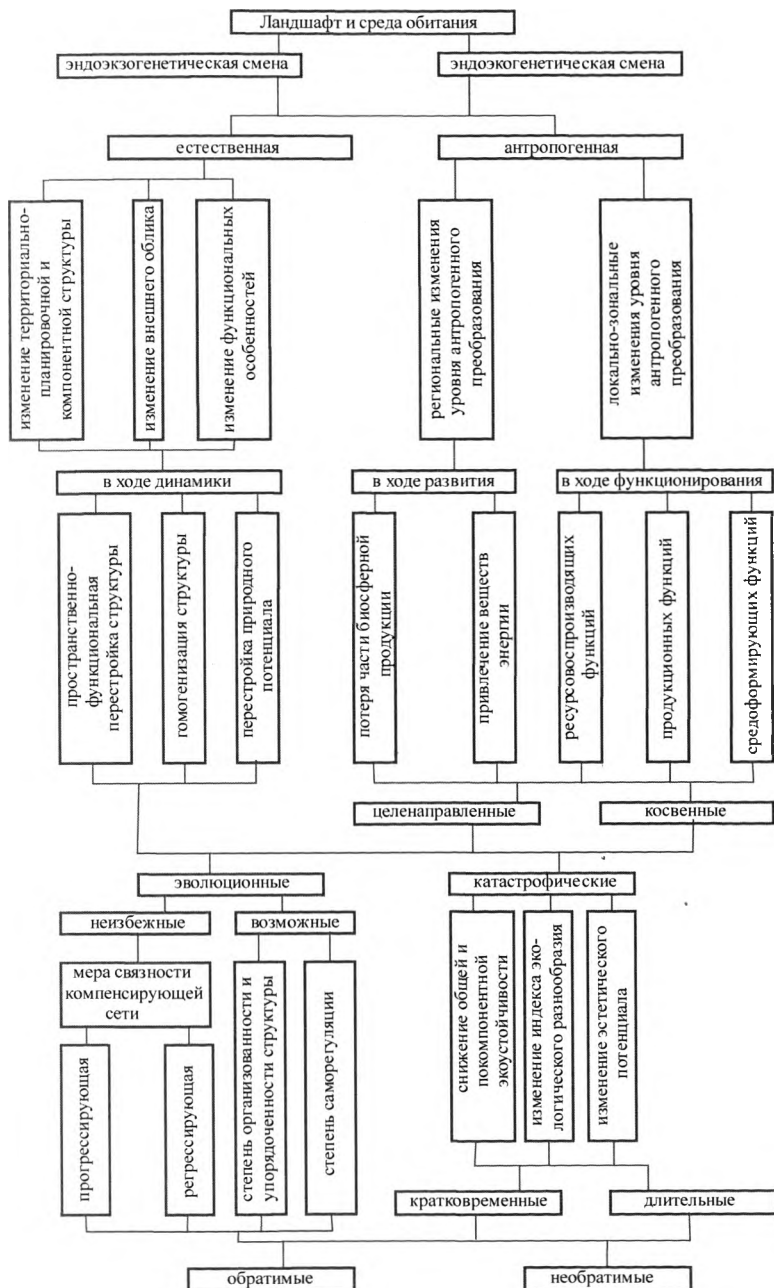 Ландшафт и среда обитания
эндоэкзогенетическая смена
эндоэкогенетическая смена
естественная
антропогенная
изменение территориально-
планировочной и
компонентной структуры
изменение внешнего облика
изменение функциональных
особенностей
региональные изменения
уровня антропогенного
преобразования
локально-зональные
изменения уровня
антропогенного
преобразования
в ходе динамики
в ходе развития
в ходе функционирования
пространственно-
функциональная
перестройка структуры
гомогенизация структуры
перестройка природного
потенциала
потеря части биосферной
продукции
привлечение веществ
энергии
ресурсовоспроизводящих
функций
продукционных функций
средоформирующих функций
целенаправленные
косвенные
эволюционные
катастрофические
неизбежные
возможные
мера связности
компенсирующей
сети
прогрессирующая
регрессирующая
степень организованности и
упорядоченности структуры
степень саморегуляции
снижение общей и
покомпонентной
экоустойчивости
изменение индекса эко-
логического разнообразия
изменение эстетического
потенциала
кратковременные
длительные
обратимые
необратимые